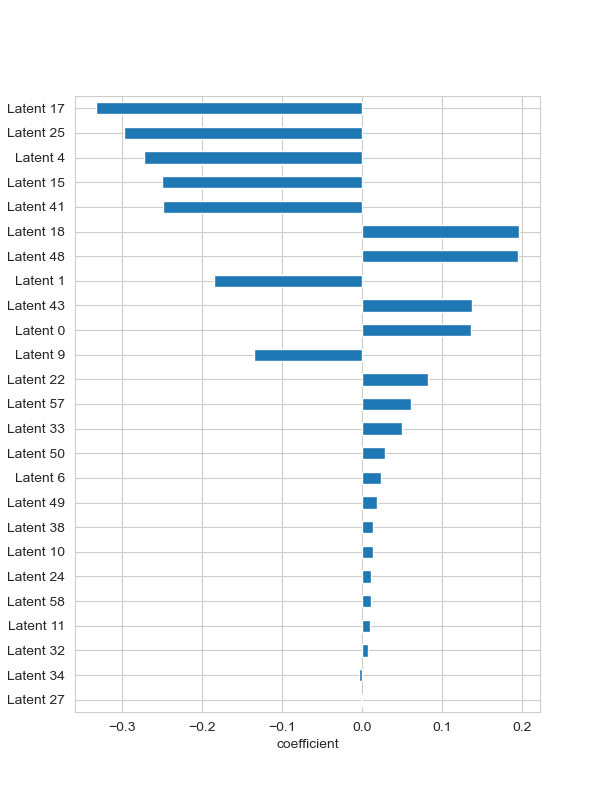 Latent 17
Latent 25
Latent 4
Latent 15
Latent 41
Latent 18
Latent 48
Latent 1
Latent 43
Latent 0
Latent 9
Latent 22
Latent 57
Latent 33
Latent 50
Latent 6
Latent 49
Latent 38
Latent 10
Latent 24
Latent 58
Latent 11
Latent 32
Latent 34
Latent 27
−0.3 −0.2 −0.1 0.0 0.1 0.2
coefficient